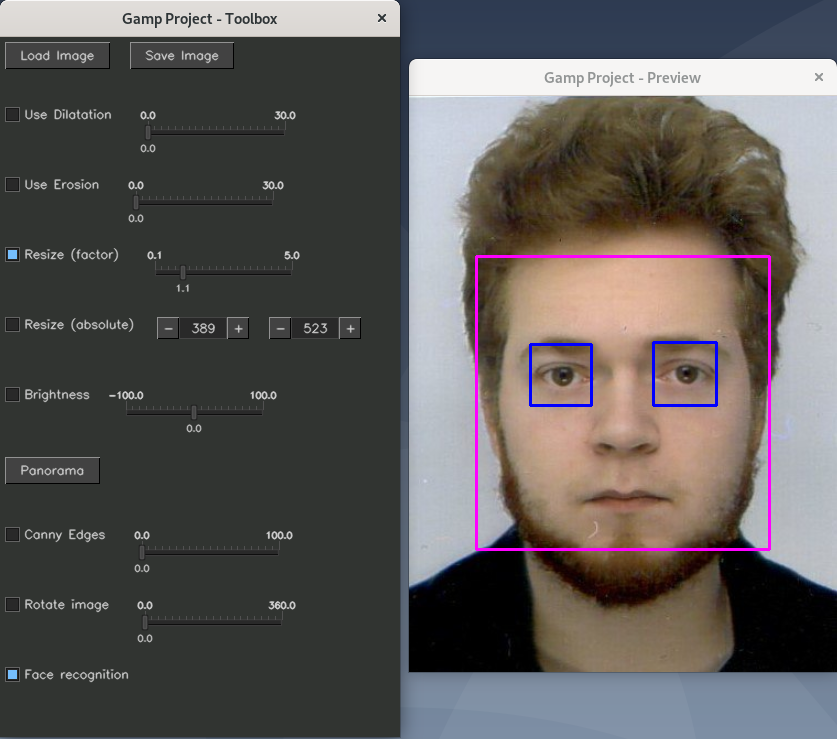 Gamp Project - Toolbox ×
Load Image Save Image
Use Dilatation 0.0 30.0
0.0
Use Erosion 0.0 30.0
0.0
Resize (factor) 0.1 5.0
1.1
Resize (absolute) − 389 + − 523 +
Brightness −100.0 100.0
0.0
Panorama
Canny Edges 0.0 100.0
0.0
Rotate image 0.0 360.0
0.0
Face recognition
Gamp Project - Preview ×